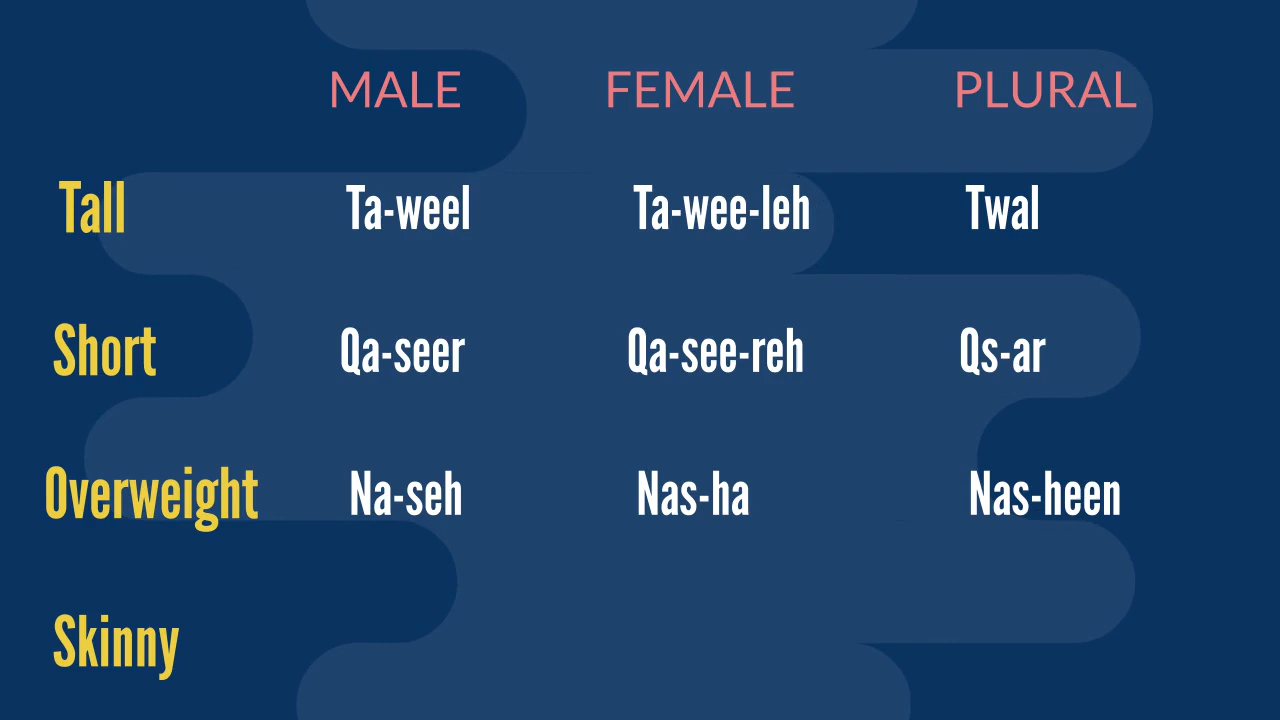 MALE FEMALE PLURAL
Tall Ta-weel Ta-wee-leh Twal
Short Qa-seer Qa-see-reh Qs-ar
Overweight Na-seh Nas-ha Nas-heen
Skinny